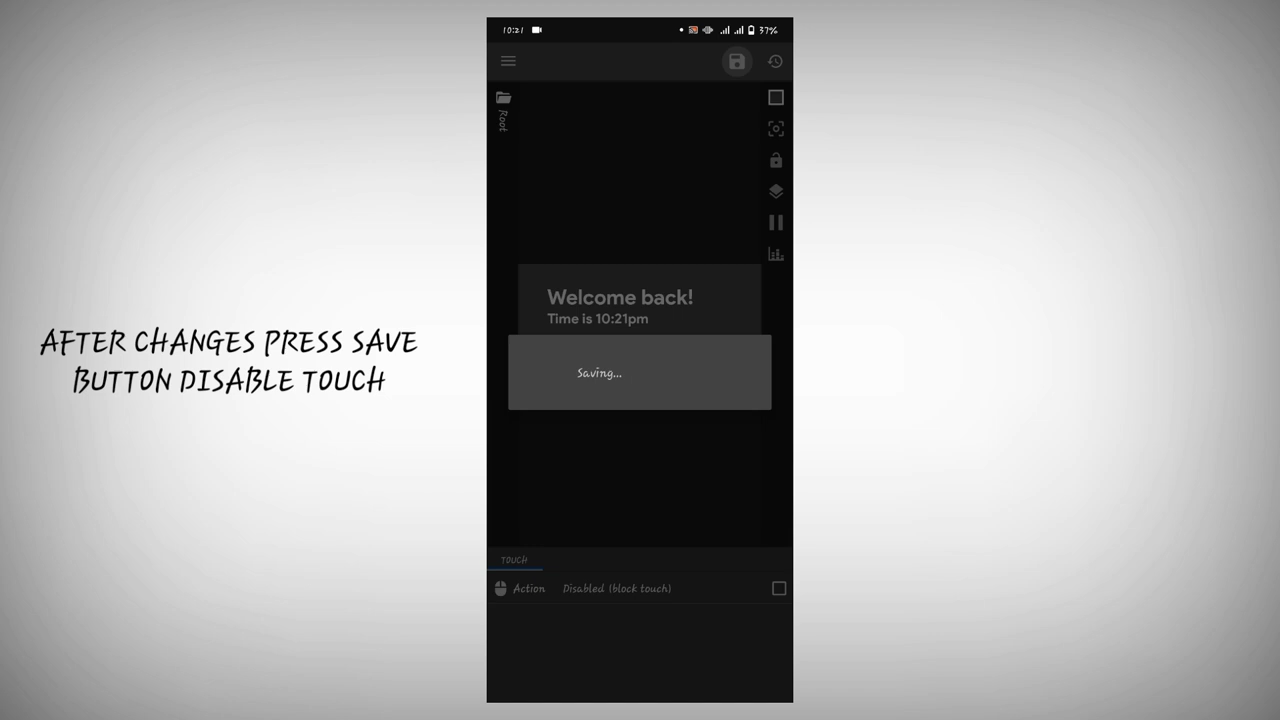 10:21
37%
Root
Welcome back!
Time is 10:21pm
Saving...
AFTER CHANGES PRESS SAVE
BUTTON DISABLE TOUCH
TOUCH
Action Disabled (block touch)